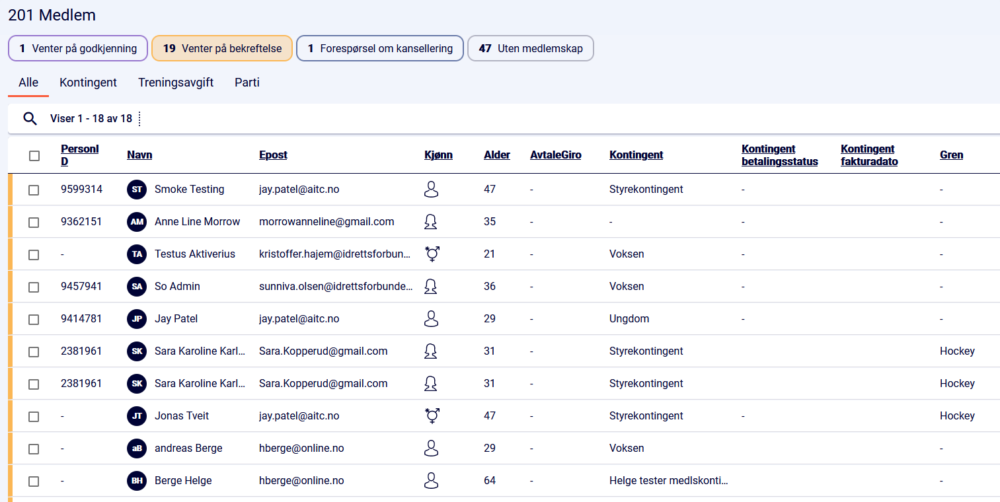 201 Medlem
1 Venter på godkjenning 19 Venter på bekreftelse 1 Forespørsel om kansellering 47 Uten medlemskap
Alle Kontingent Treningsavgift Parti
Viser 1 - 18 av 18
PersonI
D Navn Epost Kjønn Alder AvtaleGiro Kontingent Kontingent
betalingsstatus Kontingent
fakturadato Gren
9599314 ST Smoke Testing jay.patel@aitc.no 47 - Styrekontingent - -
9362151 AM Anne Line Morrow morrowanneline@gmail.com 35 - - - -
- TA Testus Aktiverius kristoffer.hajem@idrettsforbun... 21 - Voksen - -
9457941 SA So Admin sunniva.olsen@idrettsforbunde... 36 - Voksen - -
9414781 JP Jay Patel jay.patel@aitc.no 29 - Ungdom - -
2381961 SK Sara Karoline Karl... Sara.Kopperud@gmail.com 31 - Styrekontingent Hockey
2381961 SK Sara Karoline Karl... Sara.Kopperud@gmail.com 31 - Styrekontingent Hockey
- JT Jonas Tveit jay.patel@aitc.no 47 - Styrekontingent - Hockey
- aB andreas Berge hberge@online.no 29 - Voksen -
- BH Berge Helge hberge@online.no 64 - Helge tester medlskonti... -